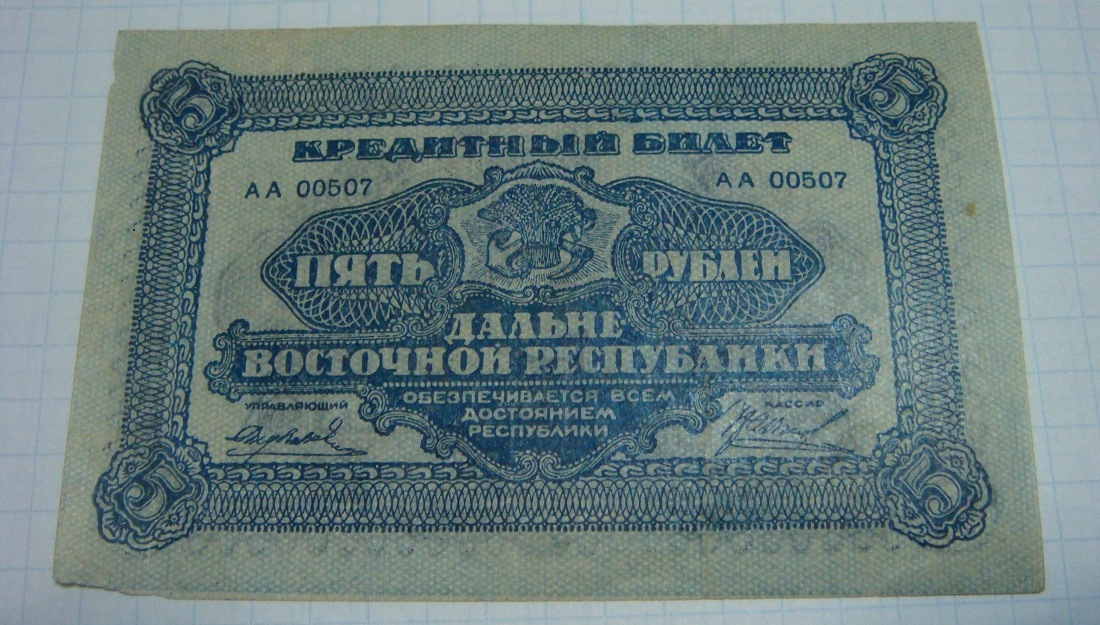 5 5
КРЕДИТНЫЙ БИЛЕТ
АА 00507 АА 00507
ПЯТЬ РУБЛЕЙ
ДАЛЬНЕ
ВОСТОЧНОЙ РЕСПУБЛИКИ
ОБЕЗПЕЧИВАЕТСЯ ВСЕМ
ДОСТОЯНИЕМ
РЕСПУБЛИКИ
УПРАВЛЯЮЩИЙ КАССИР
5 5